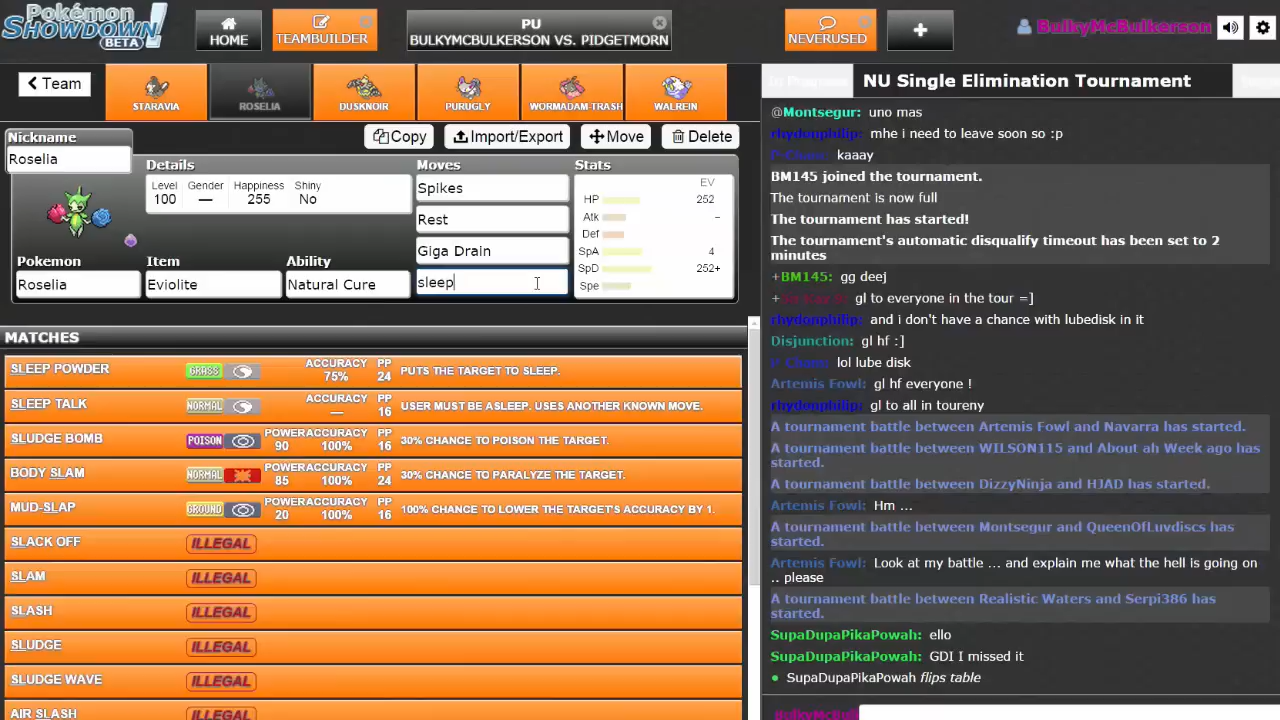 Pokémon
SHOWDOWN!
BETA
HOME
TEAMBUILDER
PU
BULKYMCBULKERSON VS. PIDGETMORN
NEVERUSED
BulkyMcBulkerson
Team
STARAVIA
ROSELIA
DUSKNOIR
PURUGLY
WORMADAM-TRASH
WALREIN
Copy
Import/Export
Move
Delete
Nickname
Roselia
Details
Level
100
Gender
—
Happiness
255
Shiny
No
Moves
Spikes
Rest
Giga Drain
sleep
Stats
EV
HP 252
Atk –
Def
SpA 4
SpD 252+
Spe
Pokemon
Roselia
Item
Eviolite
Ability
Natural Cure
MATCHES
SLEEP POWDER GRASS ACCURACY 75% PP 24 PUTS THE TARGET TO SLEEP.
SLEEP TALK NORMAL ACCURACY — PP 16 USER MUST BE ASLEEP. USES ANOTHER KNOWN MOVE.
SLUDGE BOMB POISON POWER 90 ACCURACY 100% PP 16 30% CHANCE TO POISON THE TARGET.
BODY SLAM NORMAL POWER 85 ACCURACY 100% PP 24 30% CHANCE TO PARALYZE THE TARGET.
MUD-SLAP GROUND POWER 20 ACCURACY 100% PP 16 100% CHANCE TO LOWER THE TARGET'S ACCURACY BY 1.
SLACK OFF ILLEGAL
SLAM ILLEGAL
SLASH ILLEGAL
SLUDGE ILLEGAL
SLUDGE WAVE ILLEGAL
AIR SLASH ILLEGAL
NU Single Elimination Tournament
@Montsegur: uno mas
rhydonphilip: mhe i need to leave soon so :p
kaaay
BM145 joined the tournament.
The tournament is now full
The tournament has started!
The tournament's automatic disqualify timeout has been set to 2
minutes
+BM145: gg deej
gl to everyone in the tour =]
rhydonphilip: and i don't have a chance with lubedisk in it
Disjunction: gl hf :]
lol lube disk
Artemis Fowl: gl hf everyone !
rhydonphilip: gl to all in toureny
A tournament battle between Artemis Fowl and Navarra has started.
A tournament battle between WILSON115 and About ah Week ago has
started.
A tournament battle between DizzyNinja and HJAD has started.
Artemis Fowl: Hm ...
A tournament battle between Montsegur and QueenOfLuvdiscs has
started.
Artemis Fowl: Look at my battle ... and explain me what the hell is going on
.. please
A tournament battle between Realistic Waters and Serpi386 has
started.
SupaDupaPikaPowah: ello
SupaDupaPikaPowah: GDI I missed it
• SupaDupaPikaPowah flips table